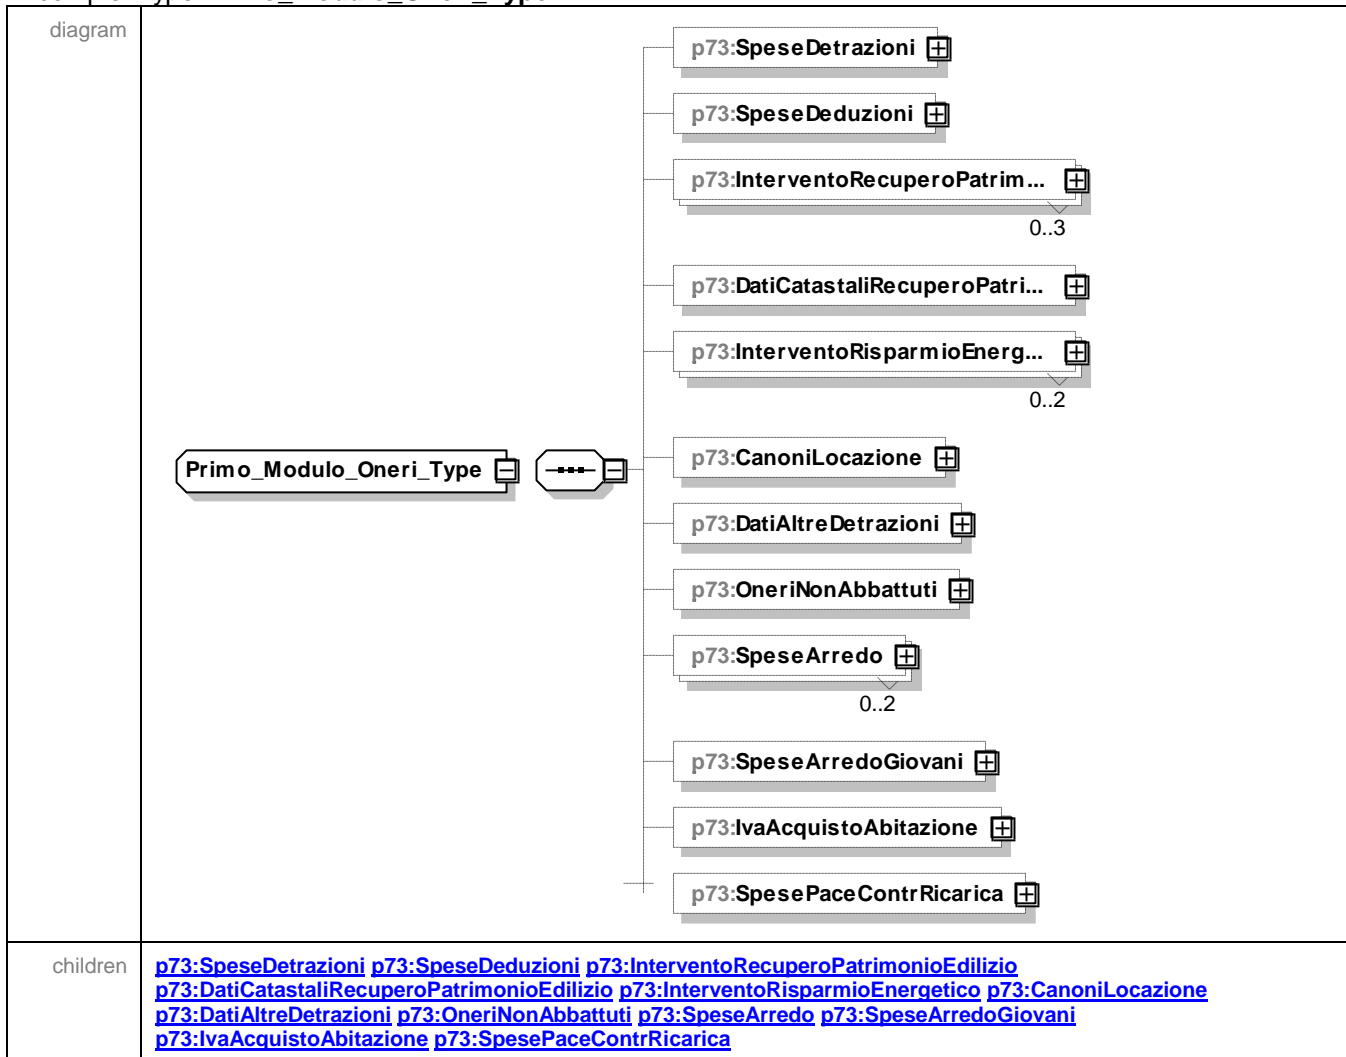 diagram
p73:SpeseDetrazioni
p73:SpeseDeduzioni
p73:InterventoRecuperoPatrim...
0..3
p73:DatiCatastaliRecuperoPatri...
p73:InterventoRisparmioEnerg...
0..2
Primo_Modulo_Oneri_Type
p73:CanoniLocazione
p73:DatiAltreDetrazioni
p73:OneriNonAbbattuti
p73:SpeseArredo
0..2
p73:SpeseArredoGiovani
p73:IvaAcquistoAbitazione
p73:SpesePaceContrRicarica
children
p73:SpeseDetrazioni p73:SpeseDeduzioni p73:InterventoRecuperoPatrimonioEdilizio
p73:DatiCatastaliRecuperoPatrimonioEdilizio p73:InterventoRisparmioEnergetico p73:CanoniLocazione
p73:DatiAltreDetrazioni p73:OneriNonAbbattuti p73:SpeseArredo p73:SpeseArredoGiovani
p73:IvaAcquistoAbitazione p73:SpesePaceContrRicarica